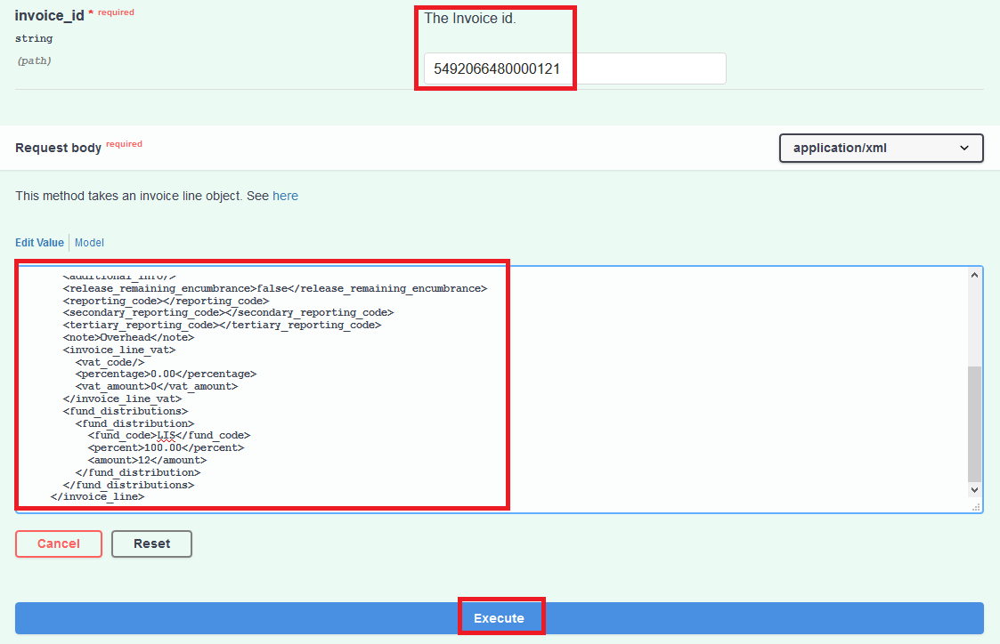 invoice_id * required
The Invoice id.
string
(path)
5492066480000121
Request body required
application/xml
This method takes an invoice line object. See here
Edit Value
Model
<additional_info/>
<release_remaining_encumbrance>false</release_remaining_encumbrance>
<reporting_code></reporting_code>
<secondary_reporting_code></secondary_reporting_code>
<tertiary_reporting_code></tertiary_reporting_code>
<note>Overhead</note>
<invoice_line_vat>
<vat_code/>
<percentage>0.00</percentage>
<vat_amount>0</vat_amount>
</invoice_line_vat>
<fund_distributions>
<fund_distribution>
<fund_code>LIS</fund_code>
<percent>100.00</percent>
<amount>12</amount>
</fund_distribution>
</fund_distributions>
</invoice_line>
Cancel
Reset
Execute